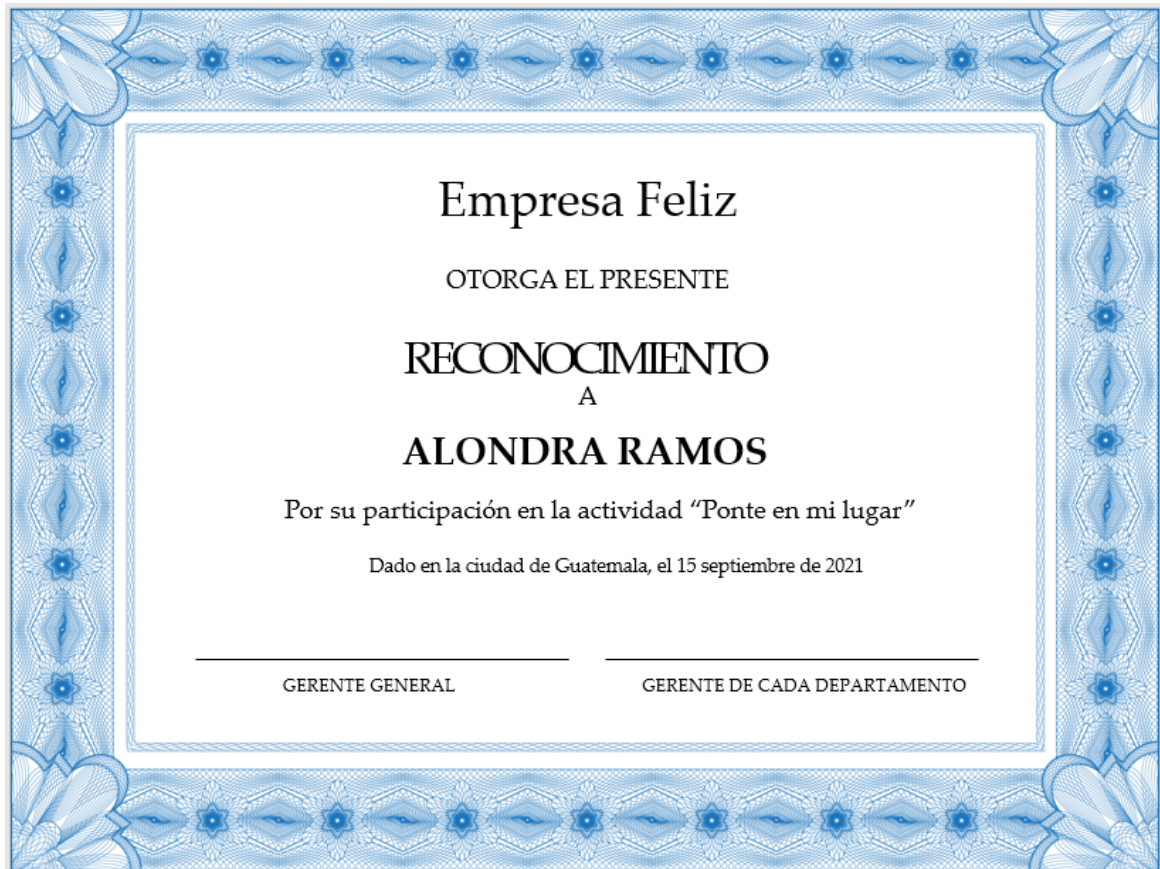 Empresa Feliz
OTORGA EL PRESENTE
RECONOCIMIENTO
A
ALONDRA RAMOS
Por su participación en la actividad “Ponte en mi lugar”
Dado en la ciudad de Guatemala, el 15 septiembre de 2021
GERENTE GENERAL
GERENTE DE CADA DEPARTAMENTO